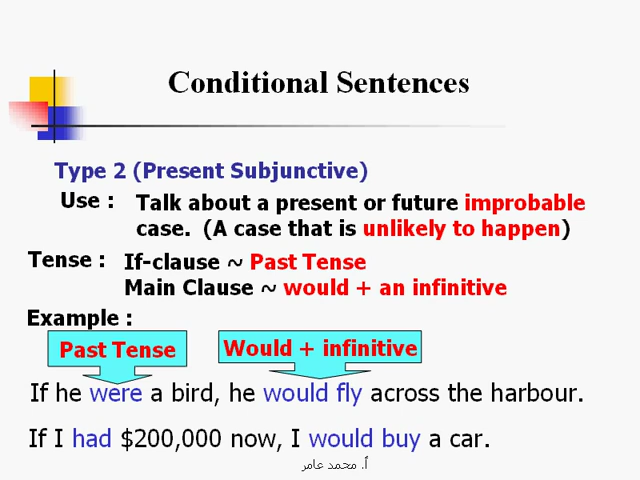 Conditional Sentences
Type 2 (Present Subjunctive)
Use : Talk about a present or future improbable
case. (A case that is unlikely to happen)
Tense : If-clause ~ Past Tense
Main Clause ~ would + an infinitive
Example :
Past Tense Would + infinitive
If he were a bird, he would fly across the harbour.
If I had $200,000 now, I would buy a car.
أ. محمد عامر